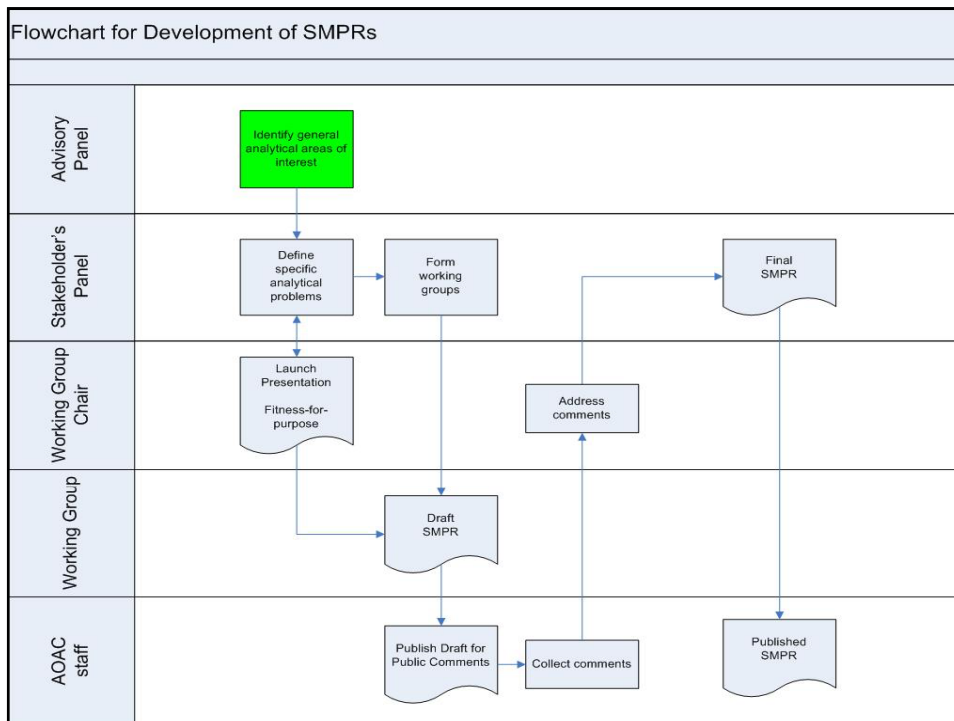 Flowchart for Development of SMPRs
Advisory
Panel
Identify general
analytical areas of
interest
Stakeholder's
Panel
Define
specific
analytical
problems
Form
working
groups
Final
SMPR
Working Group
Chair
Launch
Presentation
Fitness-for-
purpose
Address
comments
Working Group
Draft
SMPR
AOAC
staff
Publish Draft for
Public Comments
Collect comments
Published
SMPR